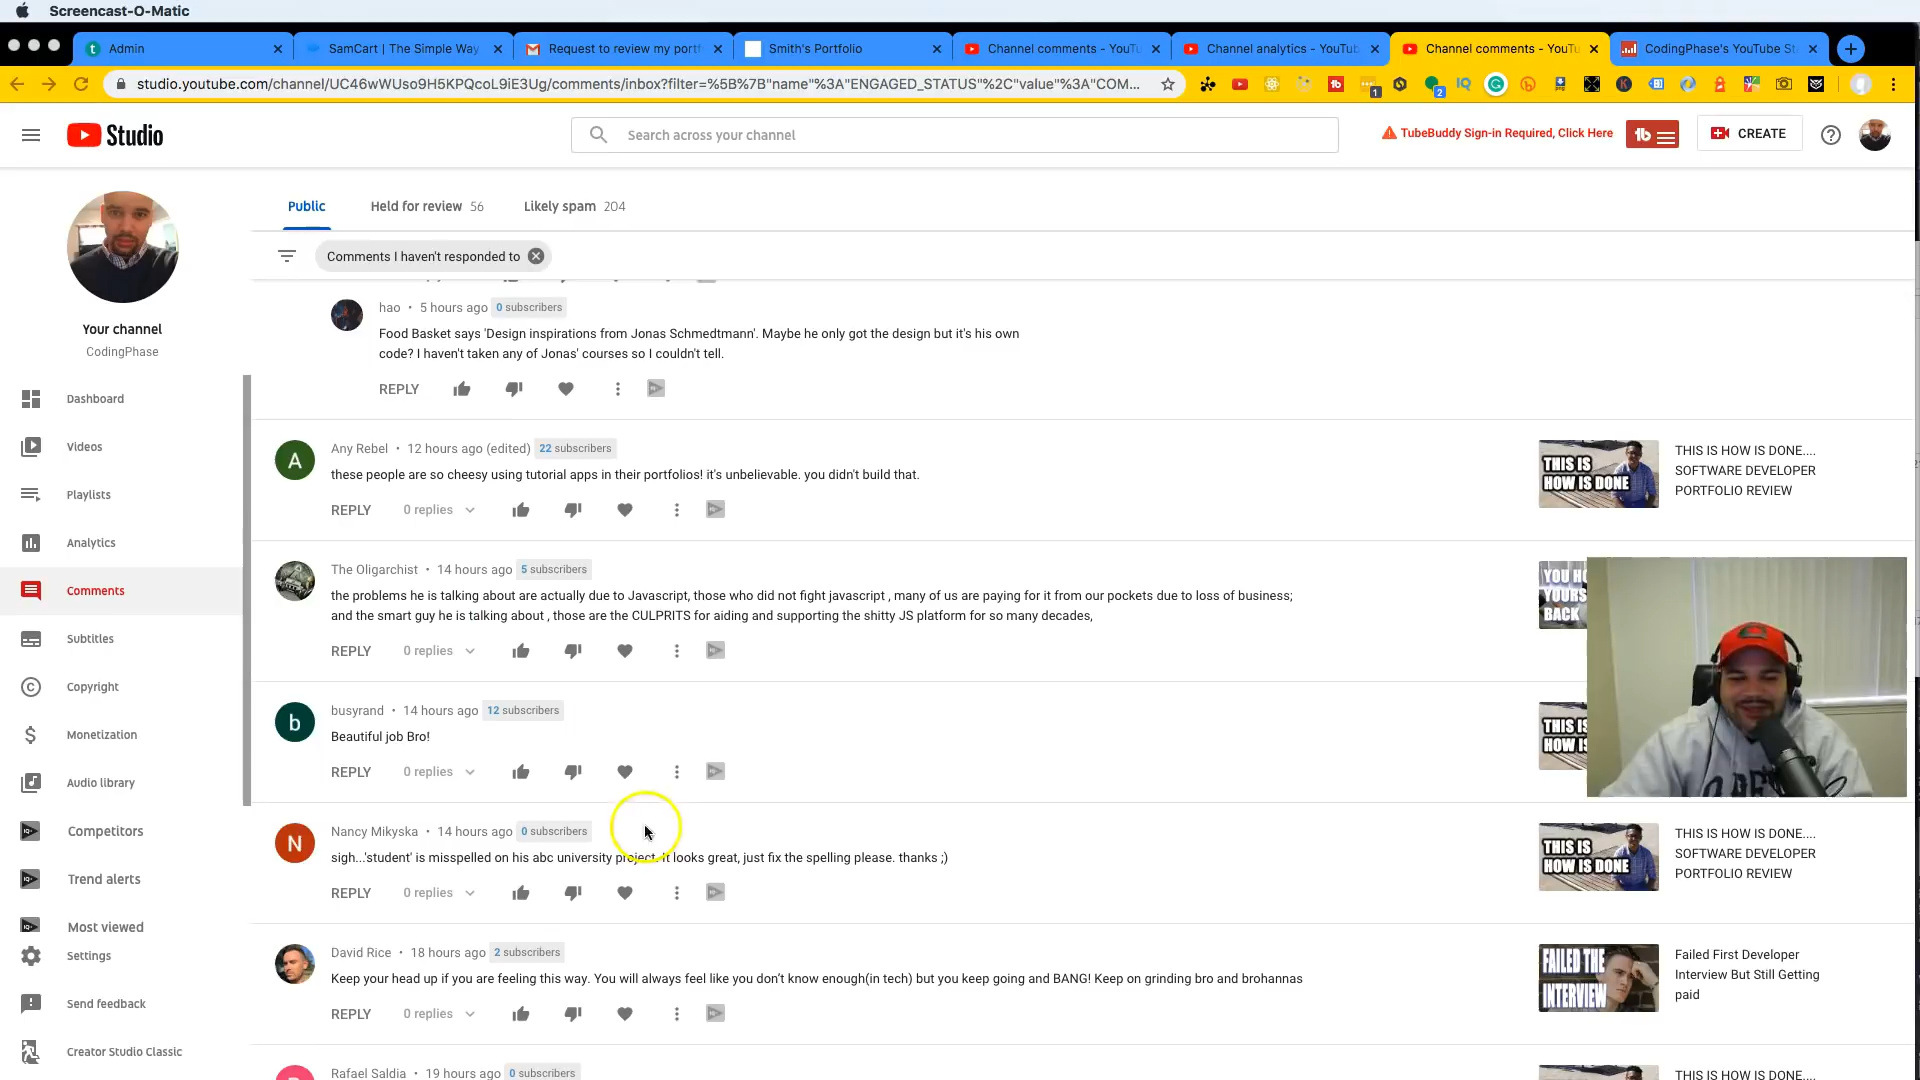 Screencast-O-Matic
Admin
SamCart | The Simple Way
Request to review my portf
Smith's Portfolio
Channel comments - YouTu
Channel analytics - YouTub
Channel comments - YouTu
CodingPhase's YouTube St
studio.youtube.com/channel/UC46wWUso9H5KPQcoL9iE3Ug/comments/inbox?filter=%5B%7B"name"%3A"ENGAGED_STATUS"%2C"value"%3A"COM...
Studio
Search across your channel
TubeBuddy Sign-in Required, Click Here
CREATE
Public
Held for review 56
Likely spam 204
Comments I haven't responded to
Your channel
CodingPhase
Dashboard
Videos
Playlists
Analytics
Comments
Subtitles
Copyright
Monetization
Audio library
Competitors
Trend alerts
Most viewed
Settings
Send feedback
Creator Studio Classic
hao • 5 hours ago 0 subscribers
Food Basket says 'Design inspirations from Jonas Schmedtmann'. Maybe he only got the design but it's his own
code? I haven't taken any of Jonas' courses so I couldn't tell.
REPLY
A
Any Rebel • 12 hours ago (edited) 22 subscribers
these people are so cheesy using tutorial apps in their portfolios! it's unbelievable. you didn't build that.
REPLY 0 replies
THIS IS
HOW IS DONE
THIS IS HOW IS DONE....
SOFTWARE DEVELOPER
PORTFOLIO REVIEW
The Oligarchist • 14 hours ago 5 subscribers
the problems he is talking about are actually due to Javascript, those who did not fight javascript , many of us are paying for it from our pockets due to loss of business;
and the smart guy he is talking about , those are the CULPRITS for aiding and supporting the shitty JS platform for so many decades,
REPLY 0 replies
YOU HO
YOURS
BACK
b
busyrand • 14 hours ago 12 subscribers
Beautiful job Bro!
REPLY 0 replies
THIS IS
HOW IS
N
Nancy Mikyska • 14 hours ago 0 subscribers
sigh...'student' is misspelled on his abc university project. looks great, just fix the spelling please. thanks ;)
REPLY 0 replies
THIS IS
HOW IS DONE
THIS IS HOW IS DONE....
SOFTWARE DEVELOPER
PORTFOLIO REVIEW
David Rice • 18 hours ago 2 subscribers
Keep your head up if you are feeling this way. You will always feel like you don't know enough(in tech) but you keep going and BANG! Keep on grinding bro and brohannas
REPLY 0 replies
FAILED THE
INTERVIEW
Failed First Developer
Interview But Still Getting
paid
Rafael Saldia • 19 hours ago 0 subscribers
THIS IS HOW IS DONE....